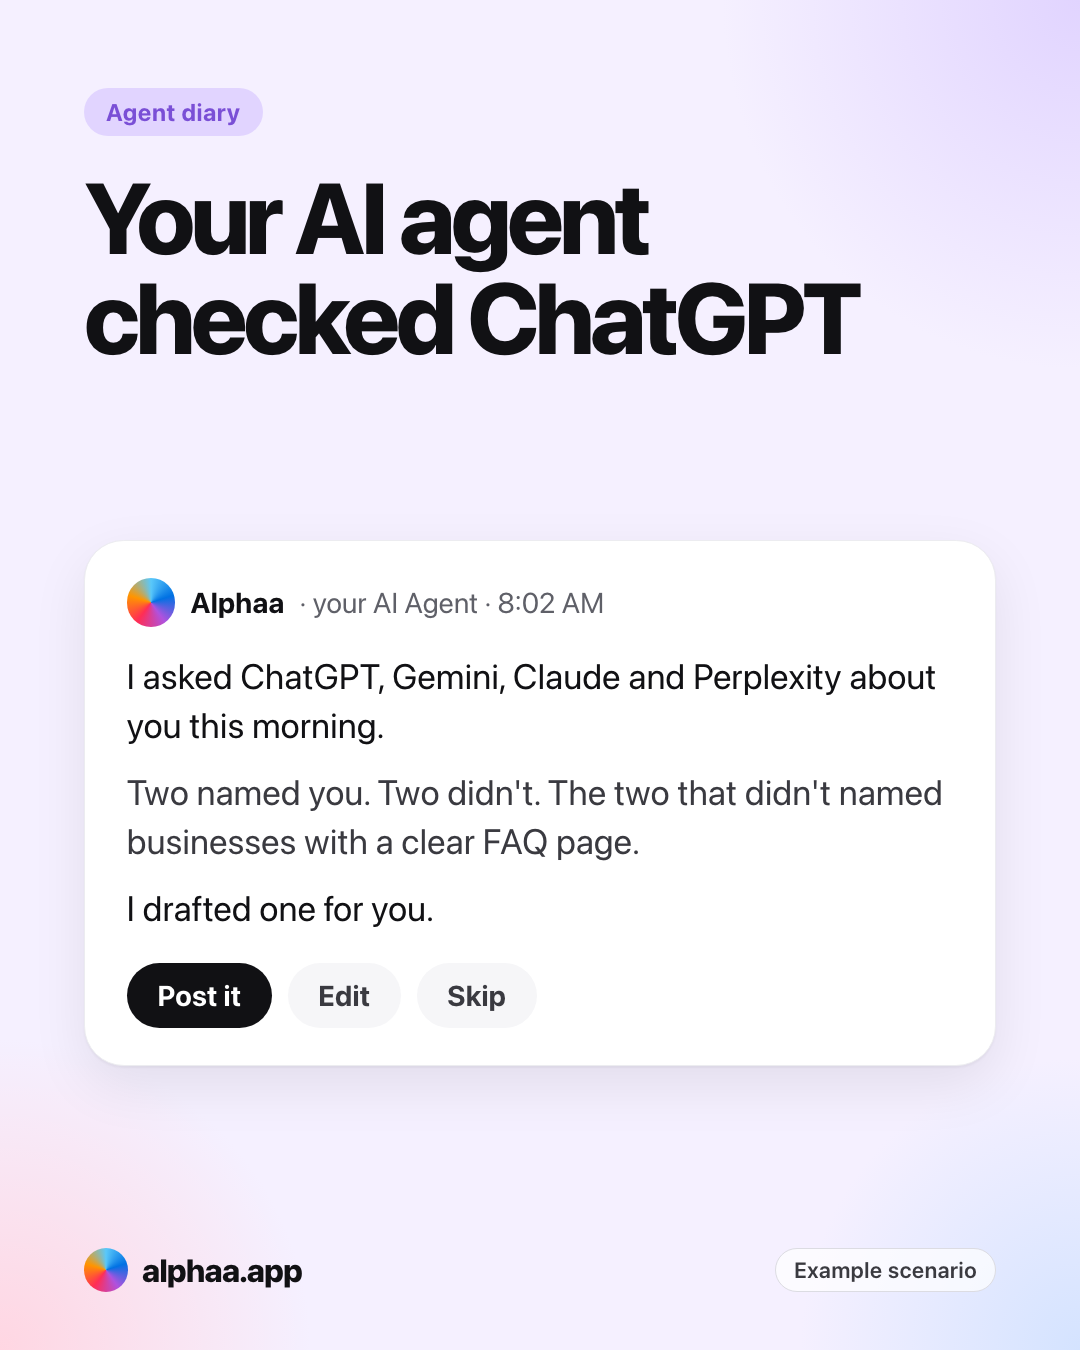 Agent diary
Your AI agent
checked ChatGPT
Alphaa · your AI Agent · 8:02 AM
I asked ChatGPT, Gemini, Claude and Perplexity about
you this morning.
Two named you. Two didn't. The two that didn't named
businesses with a clear FAQ page.
I drafted one for you.
Post it Edit Skip
alphaa.app Example scenario